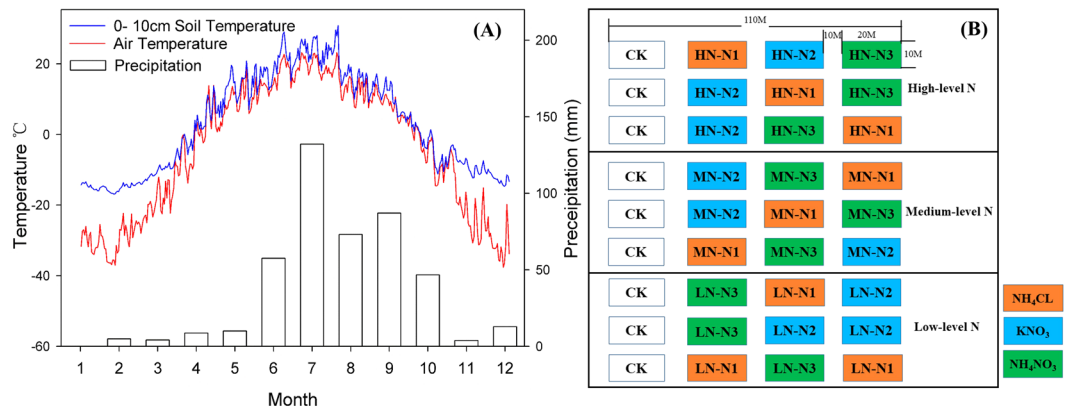 0- 10cm Soil Temperature
Air Temperature
Precipitation
(A)
20
0
-20
-40
-60
Temperature ℃
200
150
100
50
0
Preceipitation (mm)
1 2 3 4 5 6 7 8 9 10 11 12
Month
(B)
110M
10M 20M
10M
CK HN-N1 HN-N2 HN-N3
High-level N
CK HN-N2 HN-N1 HN-N3
CK HN-N2 HN-N3 HN-N1
CK MN-N2 MN-N3 MN-N1
CK MN-N2 MN-N1 MN-N3
Medium-level N
CK MN-N1 MN-N3 MN-N2
CK LN-N3 LN-N1 LN-N2
CK LN-N3 LN-N2 LN-N2
Low-level N
CK LN-N1 LN-N3 LN-N1
NH₄CL
KNO₃
NH₄NO₃